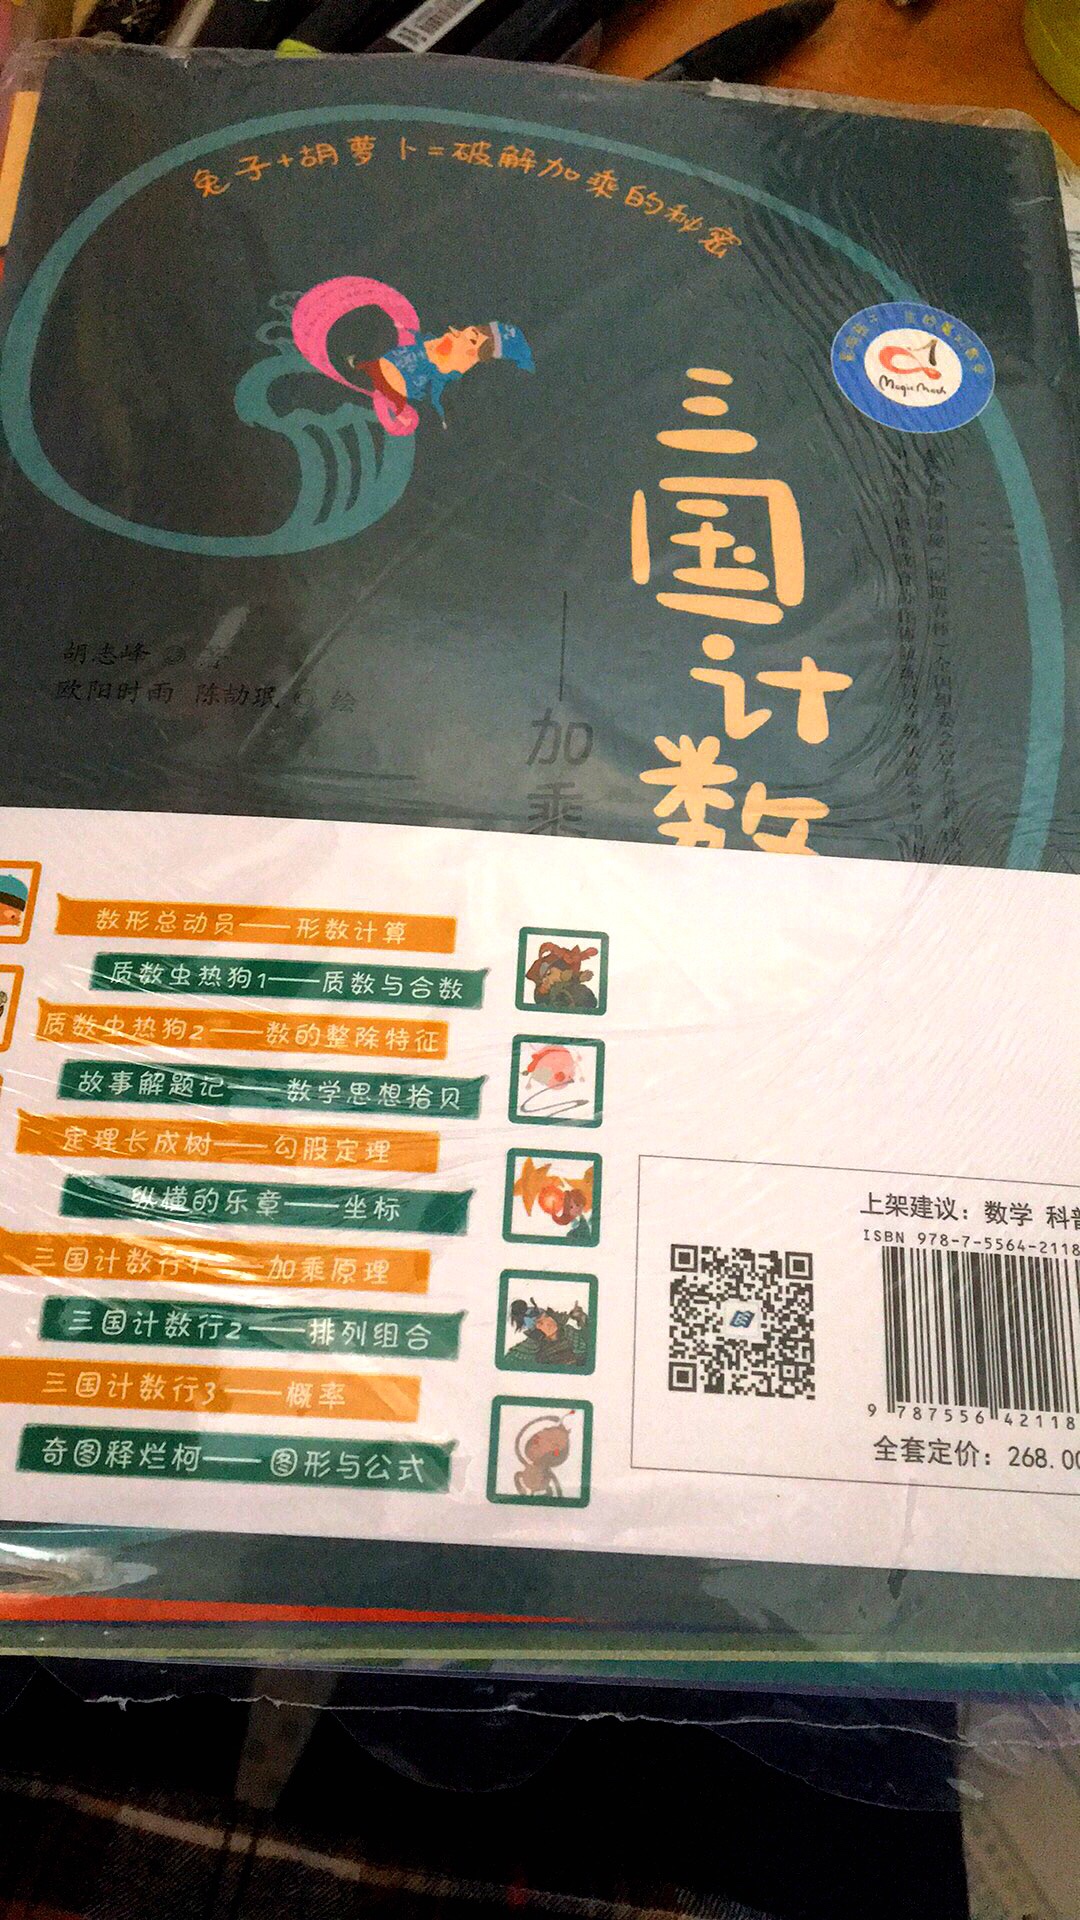 兔子+胡萝卜=破解加乘的秘密
Magic Math
三国计数
加乘
胡志峰 著
欧阳时雨 陈劼珉 绘
数形总动员——形数计算
质数虫热狗1——质数与合数
质数虫热狗2——数的整除特征
故事解题记——数学思想拾贝
定理长成树——勾股定理
纵横的乐章——坐标
三国计数行1——加乘原理
三国计数行2——排列组合
三国计数行3——概率
奇图释烂柯——图形与公式
上架建议：数学 科普
ISBN 978-7-5564-2118
9 787556 42118
全套定价：268.00